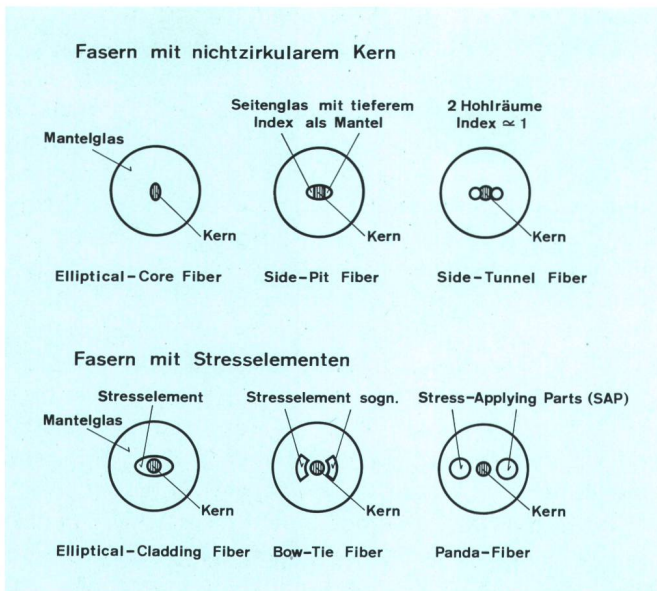 Fasern mit nichtzirkularem Kern
Mantelglas
Kern
Elliptical-Core Fiber
Seitenglas mit tieferem
Index als Mantel
Kern
Side-Pit Fiber
2 Hohlräume
Index ≃ 1
Kern
Side-Tunnel Fiber
Fasern mit Stresselementen
Stresselement
Mantelglas
Kern
Elliptical-Cladding Fiber
Stresselement sogn.
Kern
Bow-Tie Fiber
Stress-Applying Parts (SAP)
Kern
Panda-Fiber